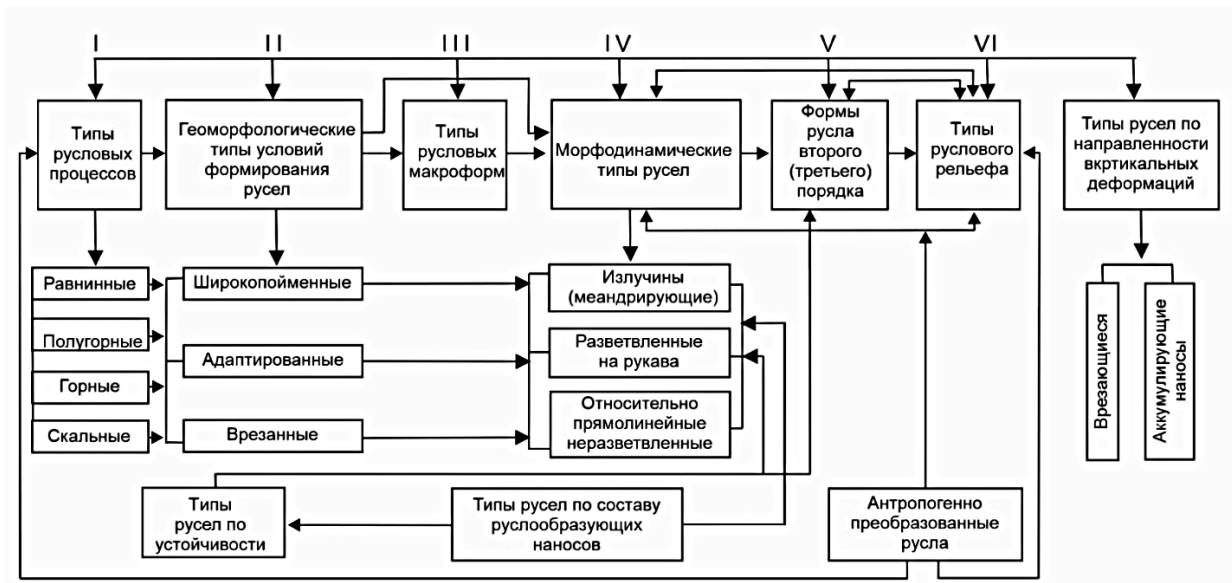 I II III IV V VI
Типы
русловых
процессов
Геоморфологические
типы условий
формирования
русел
Типы
русловых
макроформ
Морфодинамические
типы русел
Формы
русла
второго
(третьего)
порядка
Типы
руслового
рельефа
Типы русел по
направленности
вкртикальных
деформаций
Равнинные
Полугорные
Горные
Скальные
Широкопойменные
Адаптированные
Врезанные
Излучины
(меандрирующие)
Разветвленные
на рукава
Относительно
прямолинейные
неразветвленные
Врезающиеся
Аккумулирующие
наносы
Типы
русел по
устойчивости
Типы русел по составу
руслообразующих
наносов
Антропогенно
преобразованные
русла